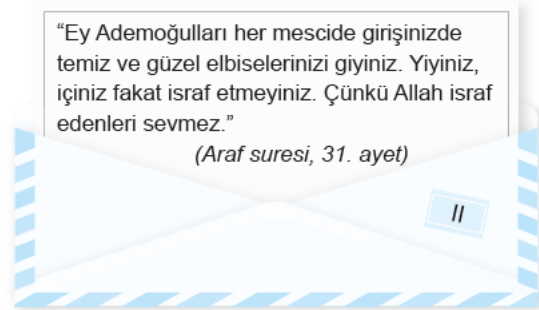 “Ey Ademoğulları her mescide girişinizde
temiz ve güzel elbiselerinizi giyiniz. Yiyiniz,
içiniz fakat israf etmeyiniz. Çünkü Allah israf
edenleri sevmez.”
(Araf suresi, 31. ayet)
II